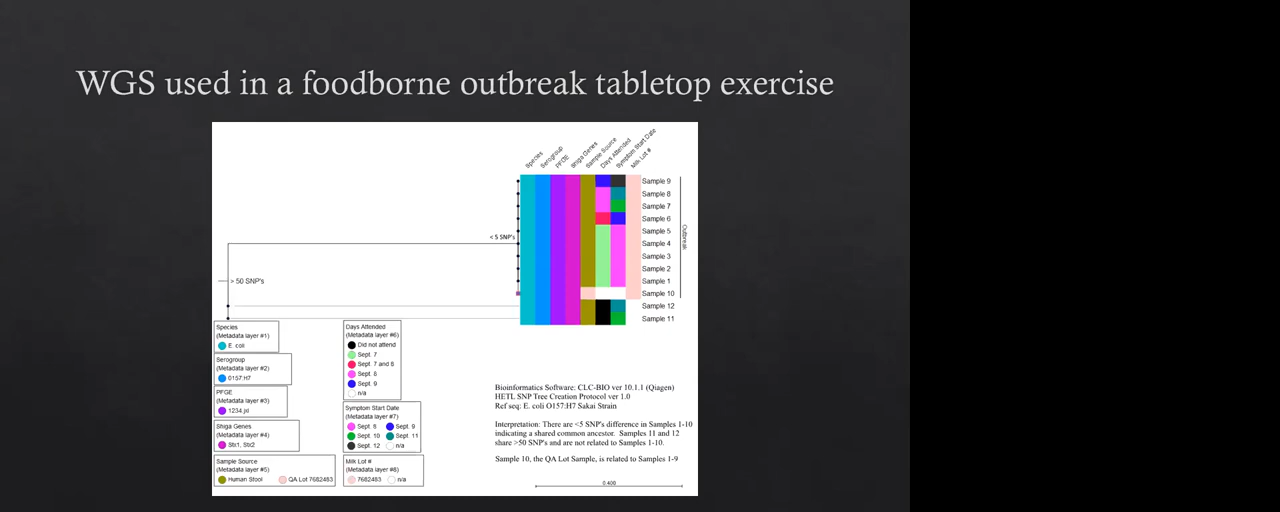 WGS used in a foodborne outbreak tabletop exercise
Species
Serogroup
PFGE
Shiga Genes
Sample Source
Days Attended
Symptom Start Date
Milk Lot #
Sample 9
Sample 8
Sample 7
Sample 6
Sample 5
Sample 4
Sample 3
Sample 2
Sample 1
Sample 10
Sample 12
Sample 11
Outbreak
< 5 SNP's
> 50 SNP's
Species
(Metadata layer #1)
E. coli
Serogroup
(Metadata layer #2)
0157:H7
PFGE
(Metadata layer #3)
1234.jd
Shiga Genes
(Metadata layer #4)
Stx1, Stx2
Sample Source
(Metadata layer #5)
Human Stool QA Lot 7682483
Days Attended
(Metadata layer #6)
Did not attend
Sept. 7
Sept. 7 and 8
Sept. 8
Sept. 9
n/a
Symptom Start Date
(Metadata layer #7)
Sept. 8 Sept. 9
Sept. 10 Sept. 11
Sept. 12 n/a
Milk Lot #
(Metadata layer #8)
7682483 n/a
Bioinformatics Software: CLC-BIO ver 10.1.1 (Qiagen)
HETL SNP Tree Creation Protocol ver 1.0
Ref seq: E. coli O157:H7 Sakai Strain
Interpretation: There are <5 SNP's difference in Samples 1-10
indicating a shared common ancestor. Samples 11 and 12
share >50 SNP's and are not related to Samples 1-10.
Sample 10, the QA Lot Sample, is related to Samples 1-9
0.408